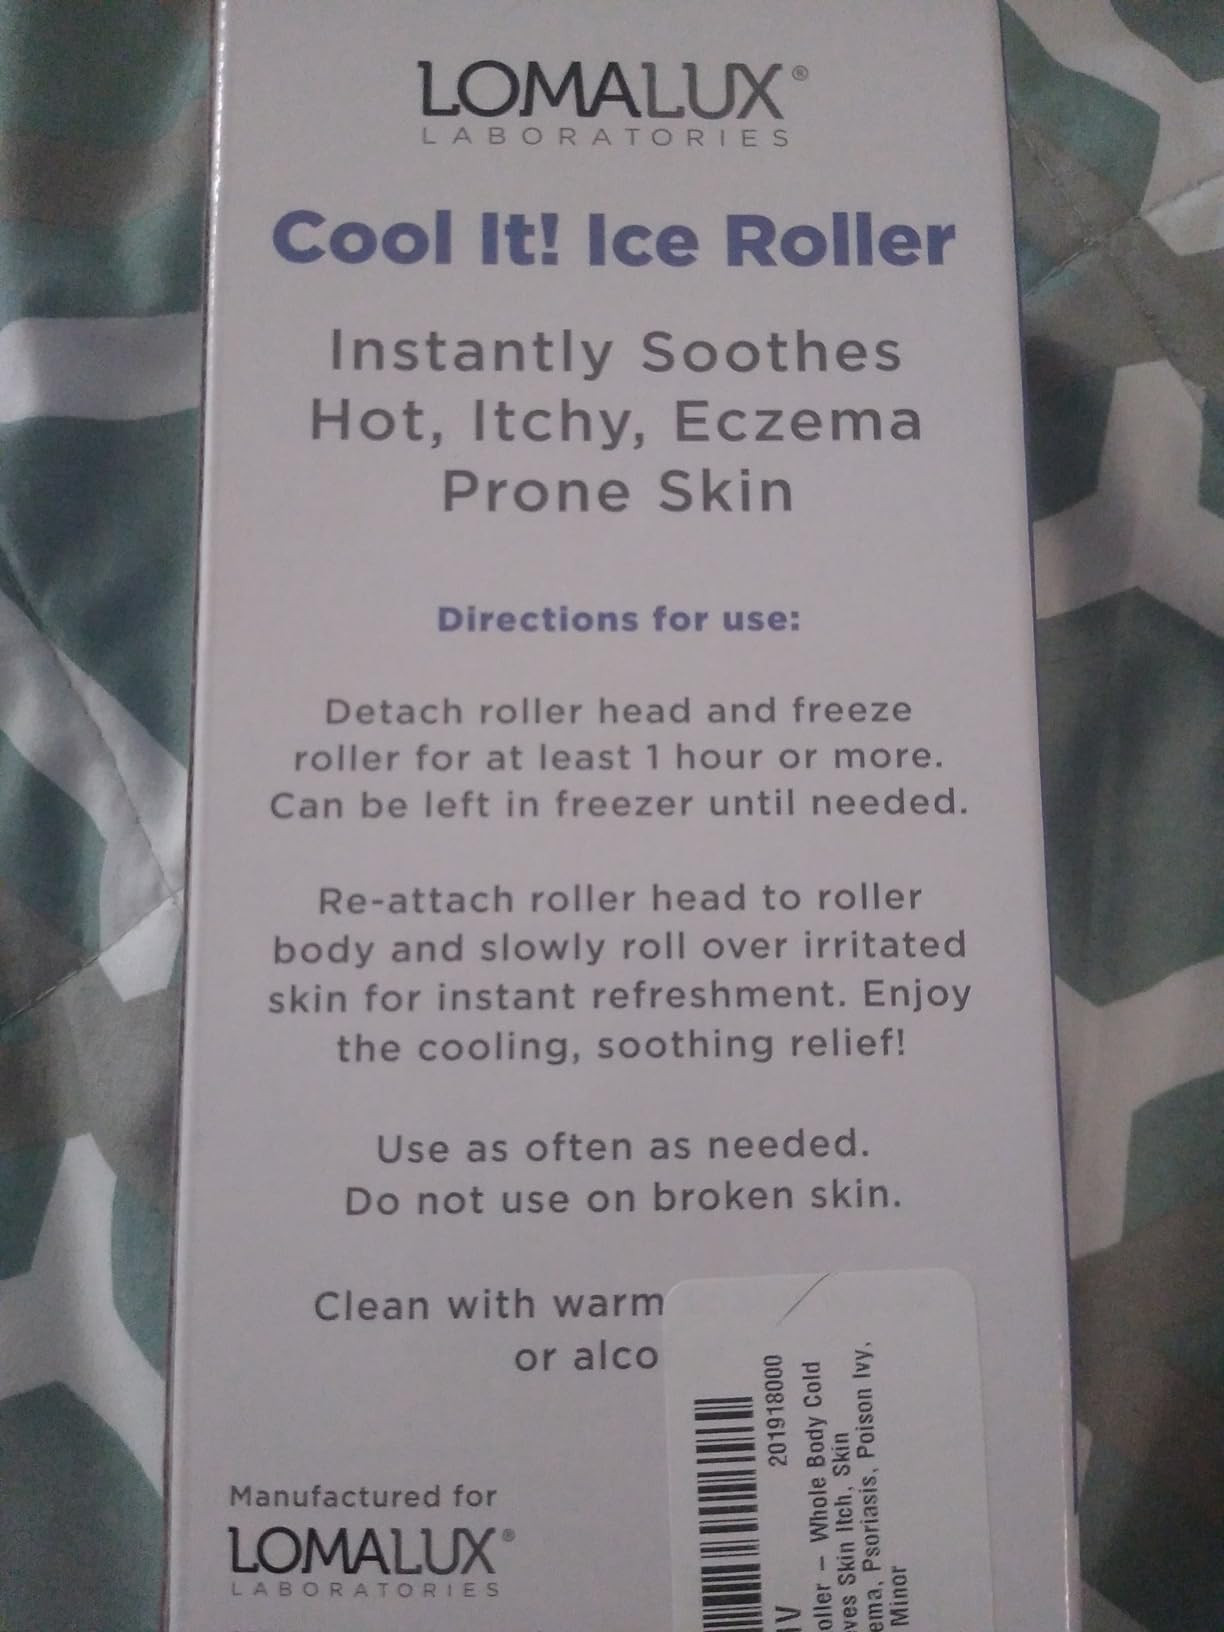 LOMALUX®
LABORATORIES
Cool It! Ice Roller
Instantly Soothes
Hot, Itchy, Eczema
Prone Skin
Directions for use:
Detach roller head and freeze
roller for at least 1 hour or more.
Can be left in freezer until needed.
Re-attach roller head to roller
body and slowly roll over irritated
skin for instant refreshment. Enjoy
the cooling, soothing relief!
Use as often as needed.
Do not use on broken skin.
Clean with warm
or alco
Manufactured for
LOMALUX®
LABORATORIES
201918000
oller – Whole Body Cold
ves Skin Itch, Skin
ema, Psoriasis, Poison Ivy,
Minor